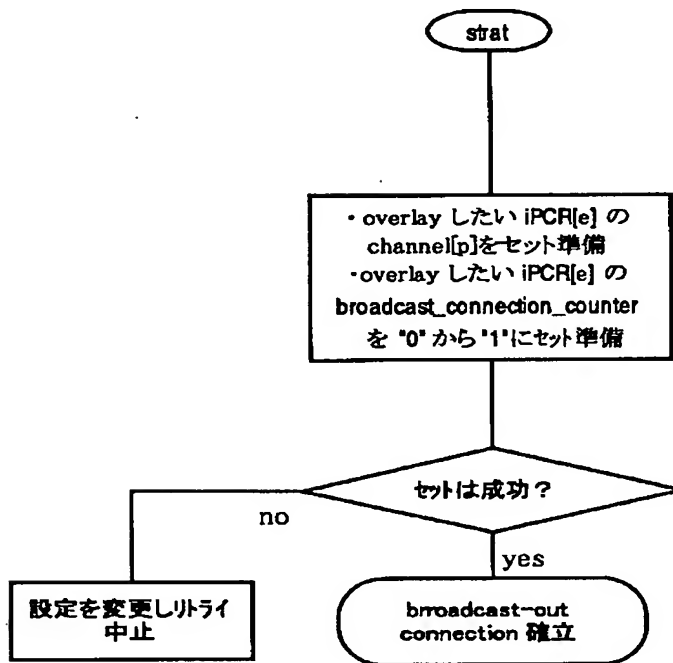 strat
・overlay したい iPCR[e] の
channel[p]をセット準備
・overlay したい iPCR[e] の
broadcast_connection_counter
を "0" から "1"にセット準備
セットは成功？
no
yes
設定を変更しリトライ
中止
brroadcast-out
connection 確立